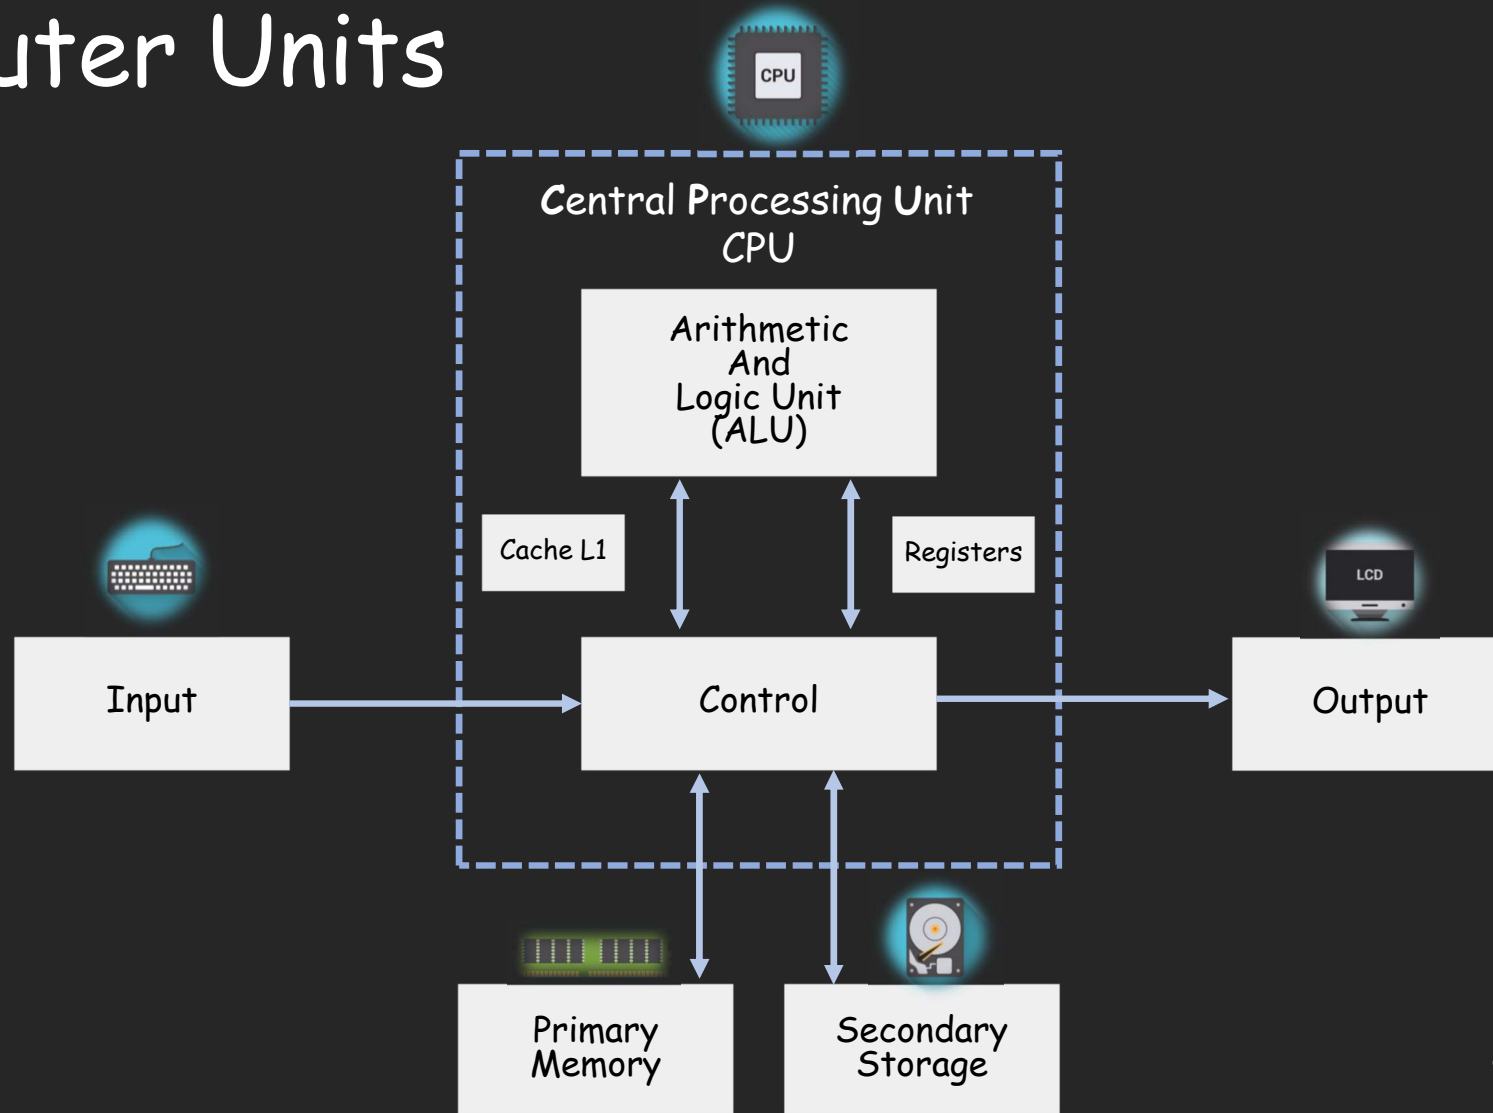 uter Units
CPU
Central Processing Unit
CPU
Arithmetic
And
Logic Unit
(ALU)
Cache L1
Registers
LCD
Input
Control
Output
Primary
Memory
Secondary
Storage